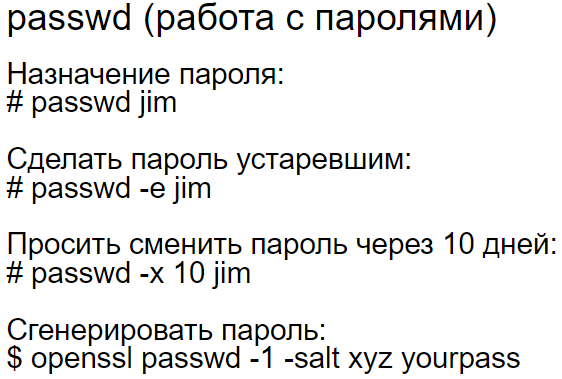 passwd (работа с паролями)
Назначение пароля:
# passwd jim
Сделать пароль устаревшим:
# passwd -e jim
Просить сменить пароль через 10 дней:
# passwd -x 10 jim
Сгенерировать пароль:
$ openssl passwd -1 -salt xyz yourpass